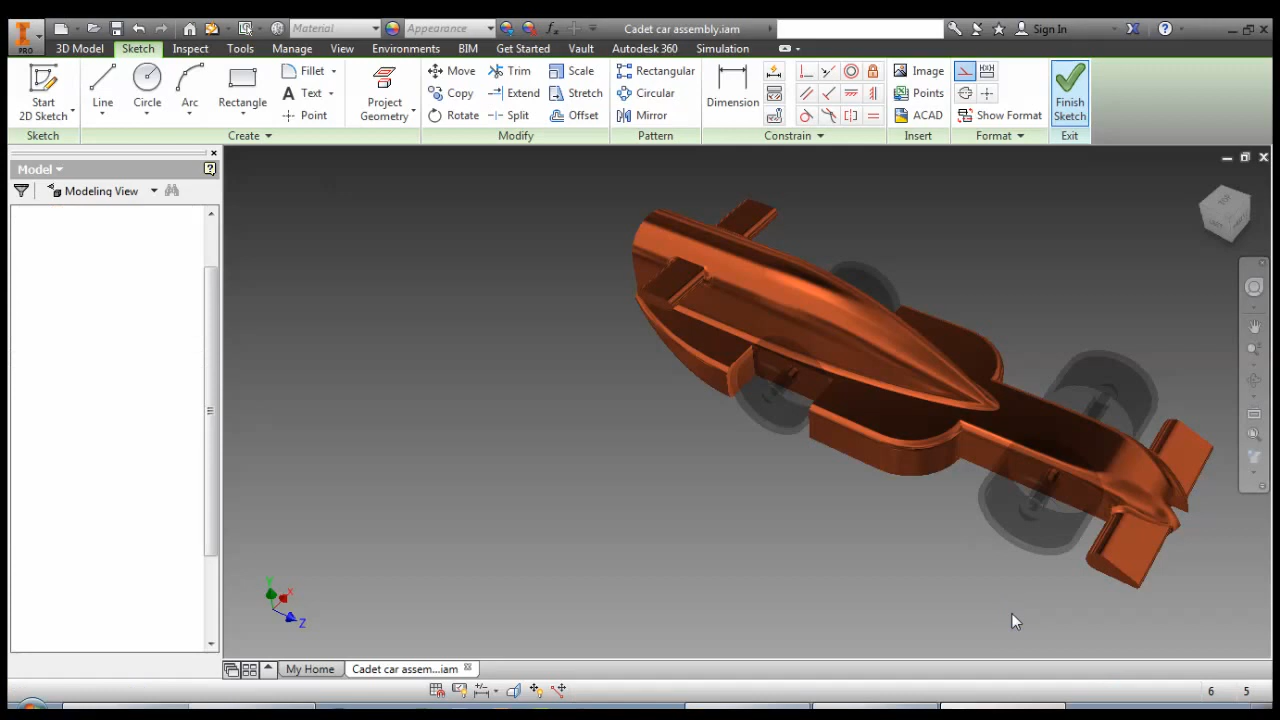 Material Appearance Cadet car assembly.iam Sign In
PRO 3D Model Sketch Inspect Tools Manage View Environments BIM Get Started Vault Autodesk 360 Simulation
Start 2D Sketch Line Circle Arc Rectangle Fillet Text Point Project Geometry
Move Trim Scale
Copy Extend Stretch
Rotate Split Offset
Rectangular
Circular
Mirror
Dimension
Image
Points
ACAD
Show Format
Finish Sketch
Sketch Create Modify Pattern Constrain Insert Format Exit
Model
Modeling View
TOP
Y
X
Z
My Home Cadet car assem...iam
6 5